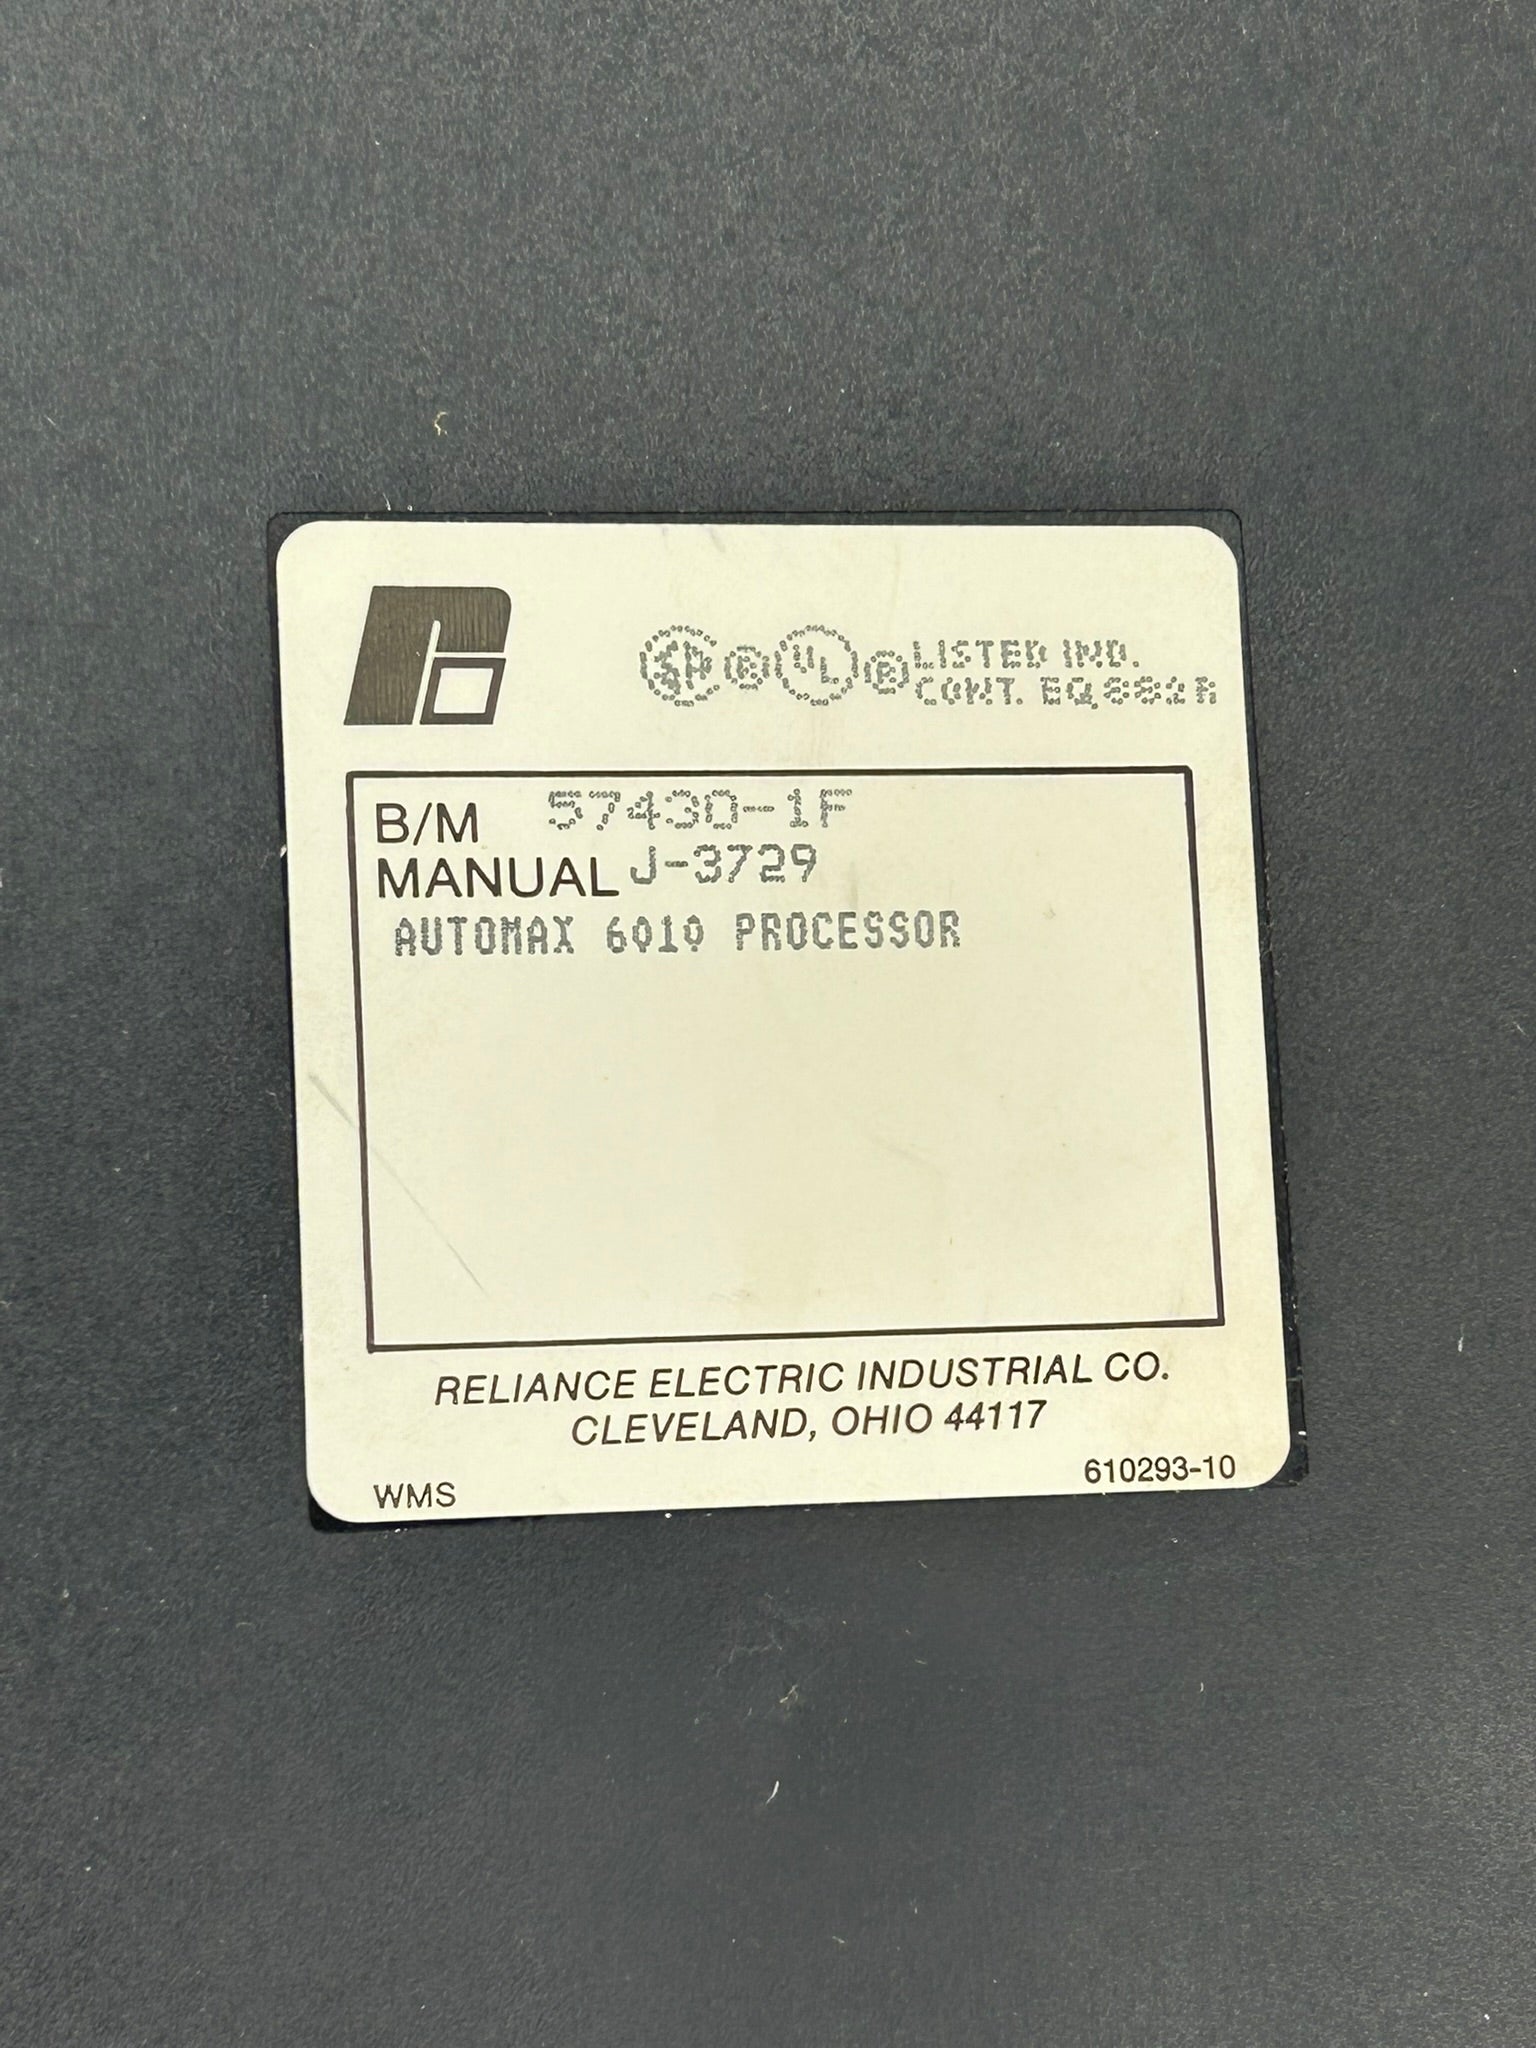 LISTED IND.
CONT. EQ.
B/M 57430-1F
MANUAL J-3729
AUTOMAX 6010 PROCESSOR
RELIANCE ELECTRIC INDUSTRIAL CO.
CLEVELAND, OHIO 44117
WMS
610293-10